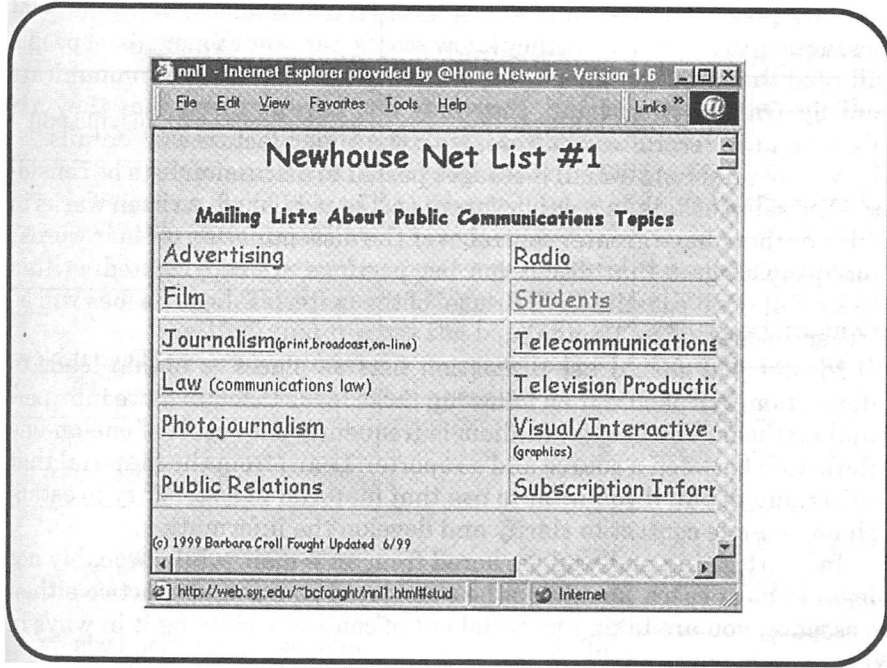 nnl1 - Internet Explorer provided by @Home Network - Version 1.6
File Edit View Favorites Tools Help Links »
Newhouse Net List #1
Mailing Lists About Public Communications Topics
Advertising Radio
Film Students
Journalism(print,broadcast,on-line) Telecommunications
Law (communications law) Television Productic
Photojournalism Visual/Interactive
(graphics)
Public Relations Subscription Inforr
(c) 1999 Barbara Croll Fought Updated 6/99
http://web.syr.edu/~bcfought/nnl1.html#stud Internet